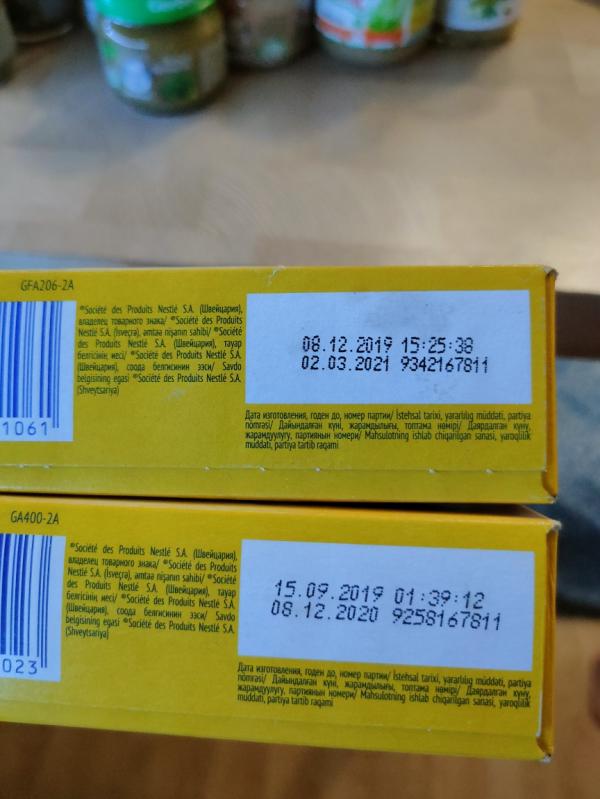 GFA206-2A
®Société des Produits Nestlé S.A. (Швейцария),
владелец товарного знака/ ®Société des Produits
Nestlé S.A. (İsveçrə), əmtəə nişanın sahibi/ ®Société
des Produits Nestlé S.A. (Швейцария), тауар
белгісінің иесі/ ®Société des Produits Nestlé S.A.
(Швейцария), соода белгисинин ээси/ Savdo
belgisining egasi ®Société des Produits Nestlé S.A.
(Shveytsariya)
1061
08.12.2019 15:25:38
02.03.2021 9342167811
Дата изготовления, годен до, номер партии/ İstehsal tarixi, yararlılıq müddəti, partiya
nömrəsi/ Дайындалған күні, жарамдылығы, топтама нөмірі/ Даярдалган күнү,
жарамдуулугу, партиянын номери/ Mahsulotning ishlab chiqarilgan sanasi, yaroqlilik
muddati, partiya tartib raqami
GA400-2A
®Société des Produits Nestlé S.A. (Швейцария),
владелец товарного знака/ ®Société des Produits
Nestlé S.A. (İsveçrə), əmtəə nişanın sahibi/ ®Société
des Produits Nestlé S.A. (Швейцария), тауар
белгісінің иесі/ ®Société des Produits Nestlé S.A.
(Швейцария), соода белгисинин ээси/ Savdo
belgisining egasi ®Société des Produits Nestlé S.A.
(Shveytsariya)
023
15.09.2019 01:39:12
08.12.2020 9258167811
Дата изготовления, годен до, номер партии/ İstehsal tarixi, yararlılıq müddəti, partiya
nömrəsi/ Дайындалған күні, жарамдылығы, топтама нөмірі/ Даярдалган күнү,
жарамдуулугу, партиянын номери/ Mahsulotning ishlab chiqarilgan sanasi, yaroqlilik
muddati, partiya tartib raqami